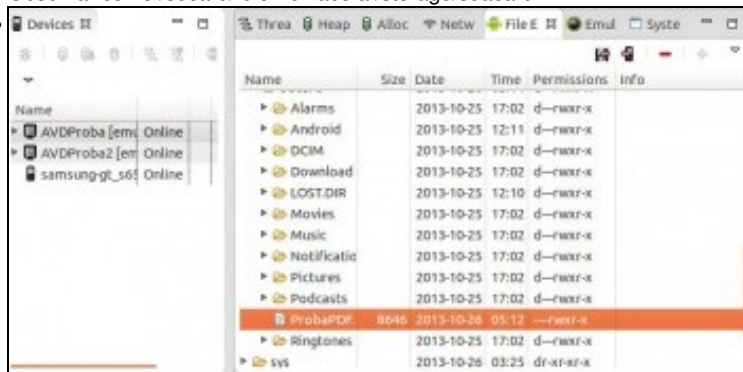 Devices
Threa Heap Alloc Netw File E Emul Syste
Name
AVDProba [emu Online
AVDProba2 [em Online
samsung-gt_s65 Online
Name Size Date Time Permissions Info
Alarms 2013-10-25 17:02 d---rwxr-x
Android 2013-10-25 12:11 d---rwxr-x
DCIM 2013-10-25 17:02 d---rwxr-x
Download 2013-10-25 17:02 d---rwxr-x
LOST.DIR 2013-10-25 12:10 d---rwxr-x
Movies 2013-10-25 17:02 d---rwxr-x
Music 2013-10-25 17:02 d---rwxr-x
Notificatio 2013-10-25 17:02 d---rwxr-x
Pictures 2013-10-25 17:02 d---rwxr-x
Podcasts 2013-10-25 17:02 d---rwxr-x
ProbaPDF. 8646 2013-10-26 05:12 ----rwxr-x
Ringtones 2013-10-25 17:02 d---rwxr-x
sys 2013-10-26 03:25 dr-xr-xr-x